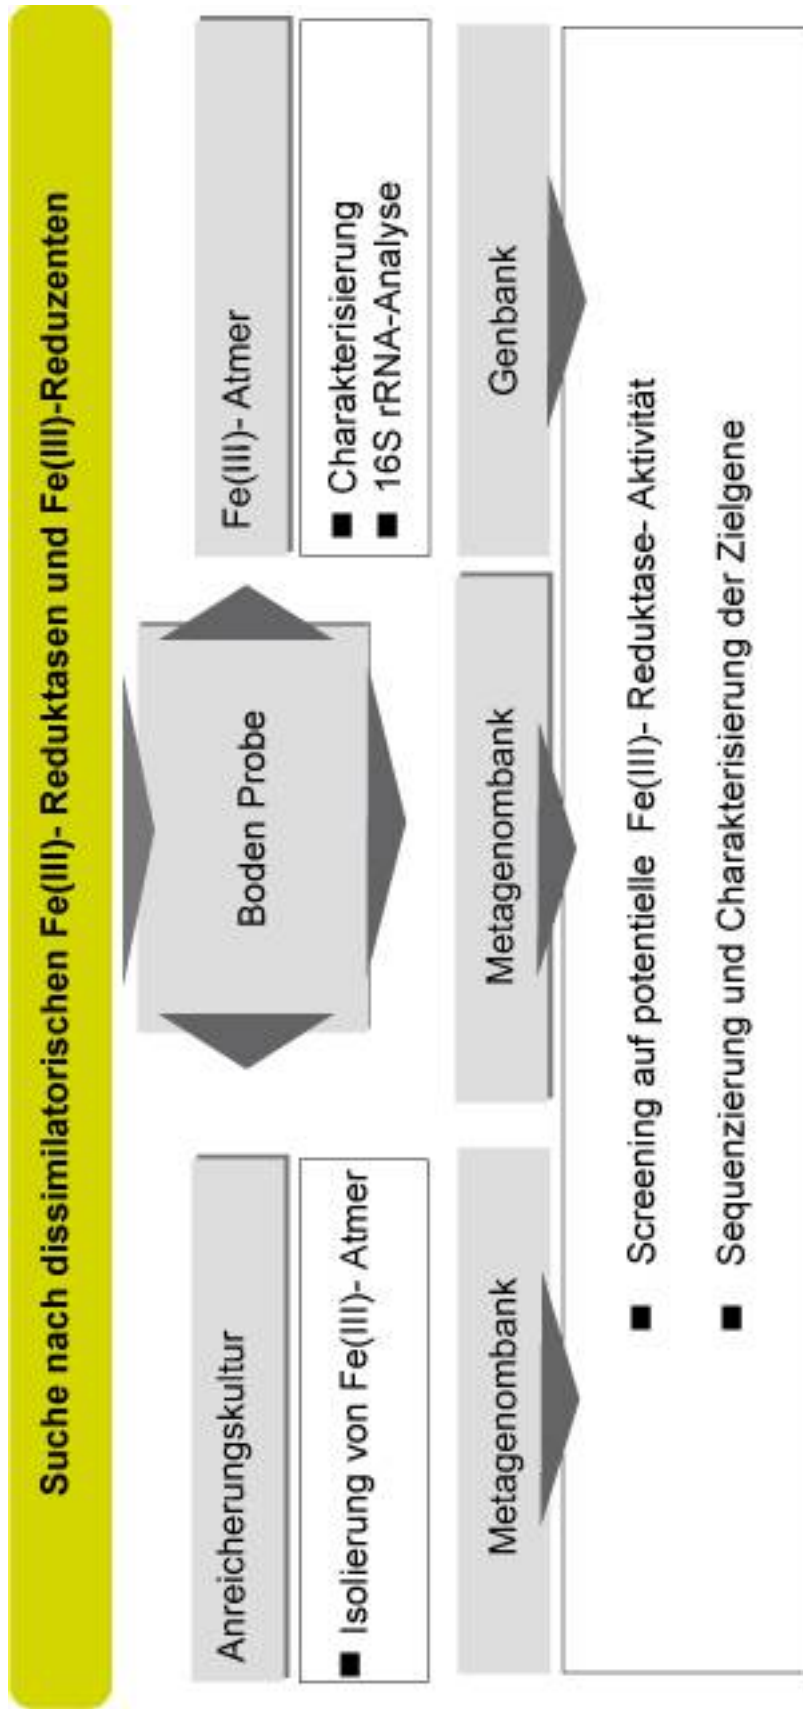 Suche nach dissimilatorischen Fe(III)- Reduktasen und Fe(III)-Reduzenten
Anreicherungskultur
■ Isolierung von Fe(III)- Atmer
Boden Probe
Fe(III)- Atmer
■ Charakterisierung
■ 16S rRNA-Analyse
Metagenombank
Metagenombank
Genbank
■ Screening auf potentielle Fe(III)- Reduktase- Aktivität
■ Sequenzierung und Charakterisierung der Zielgene